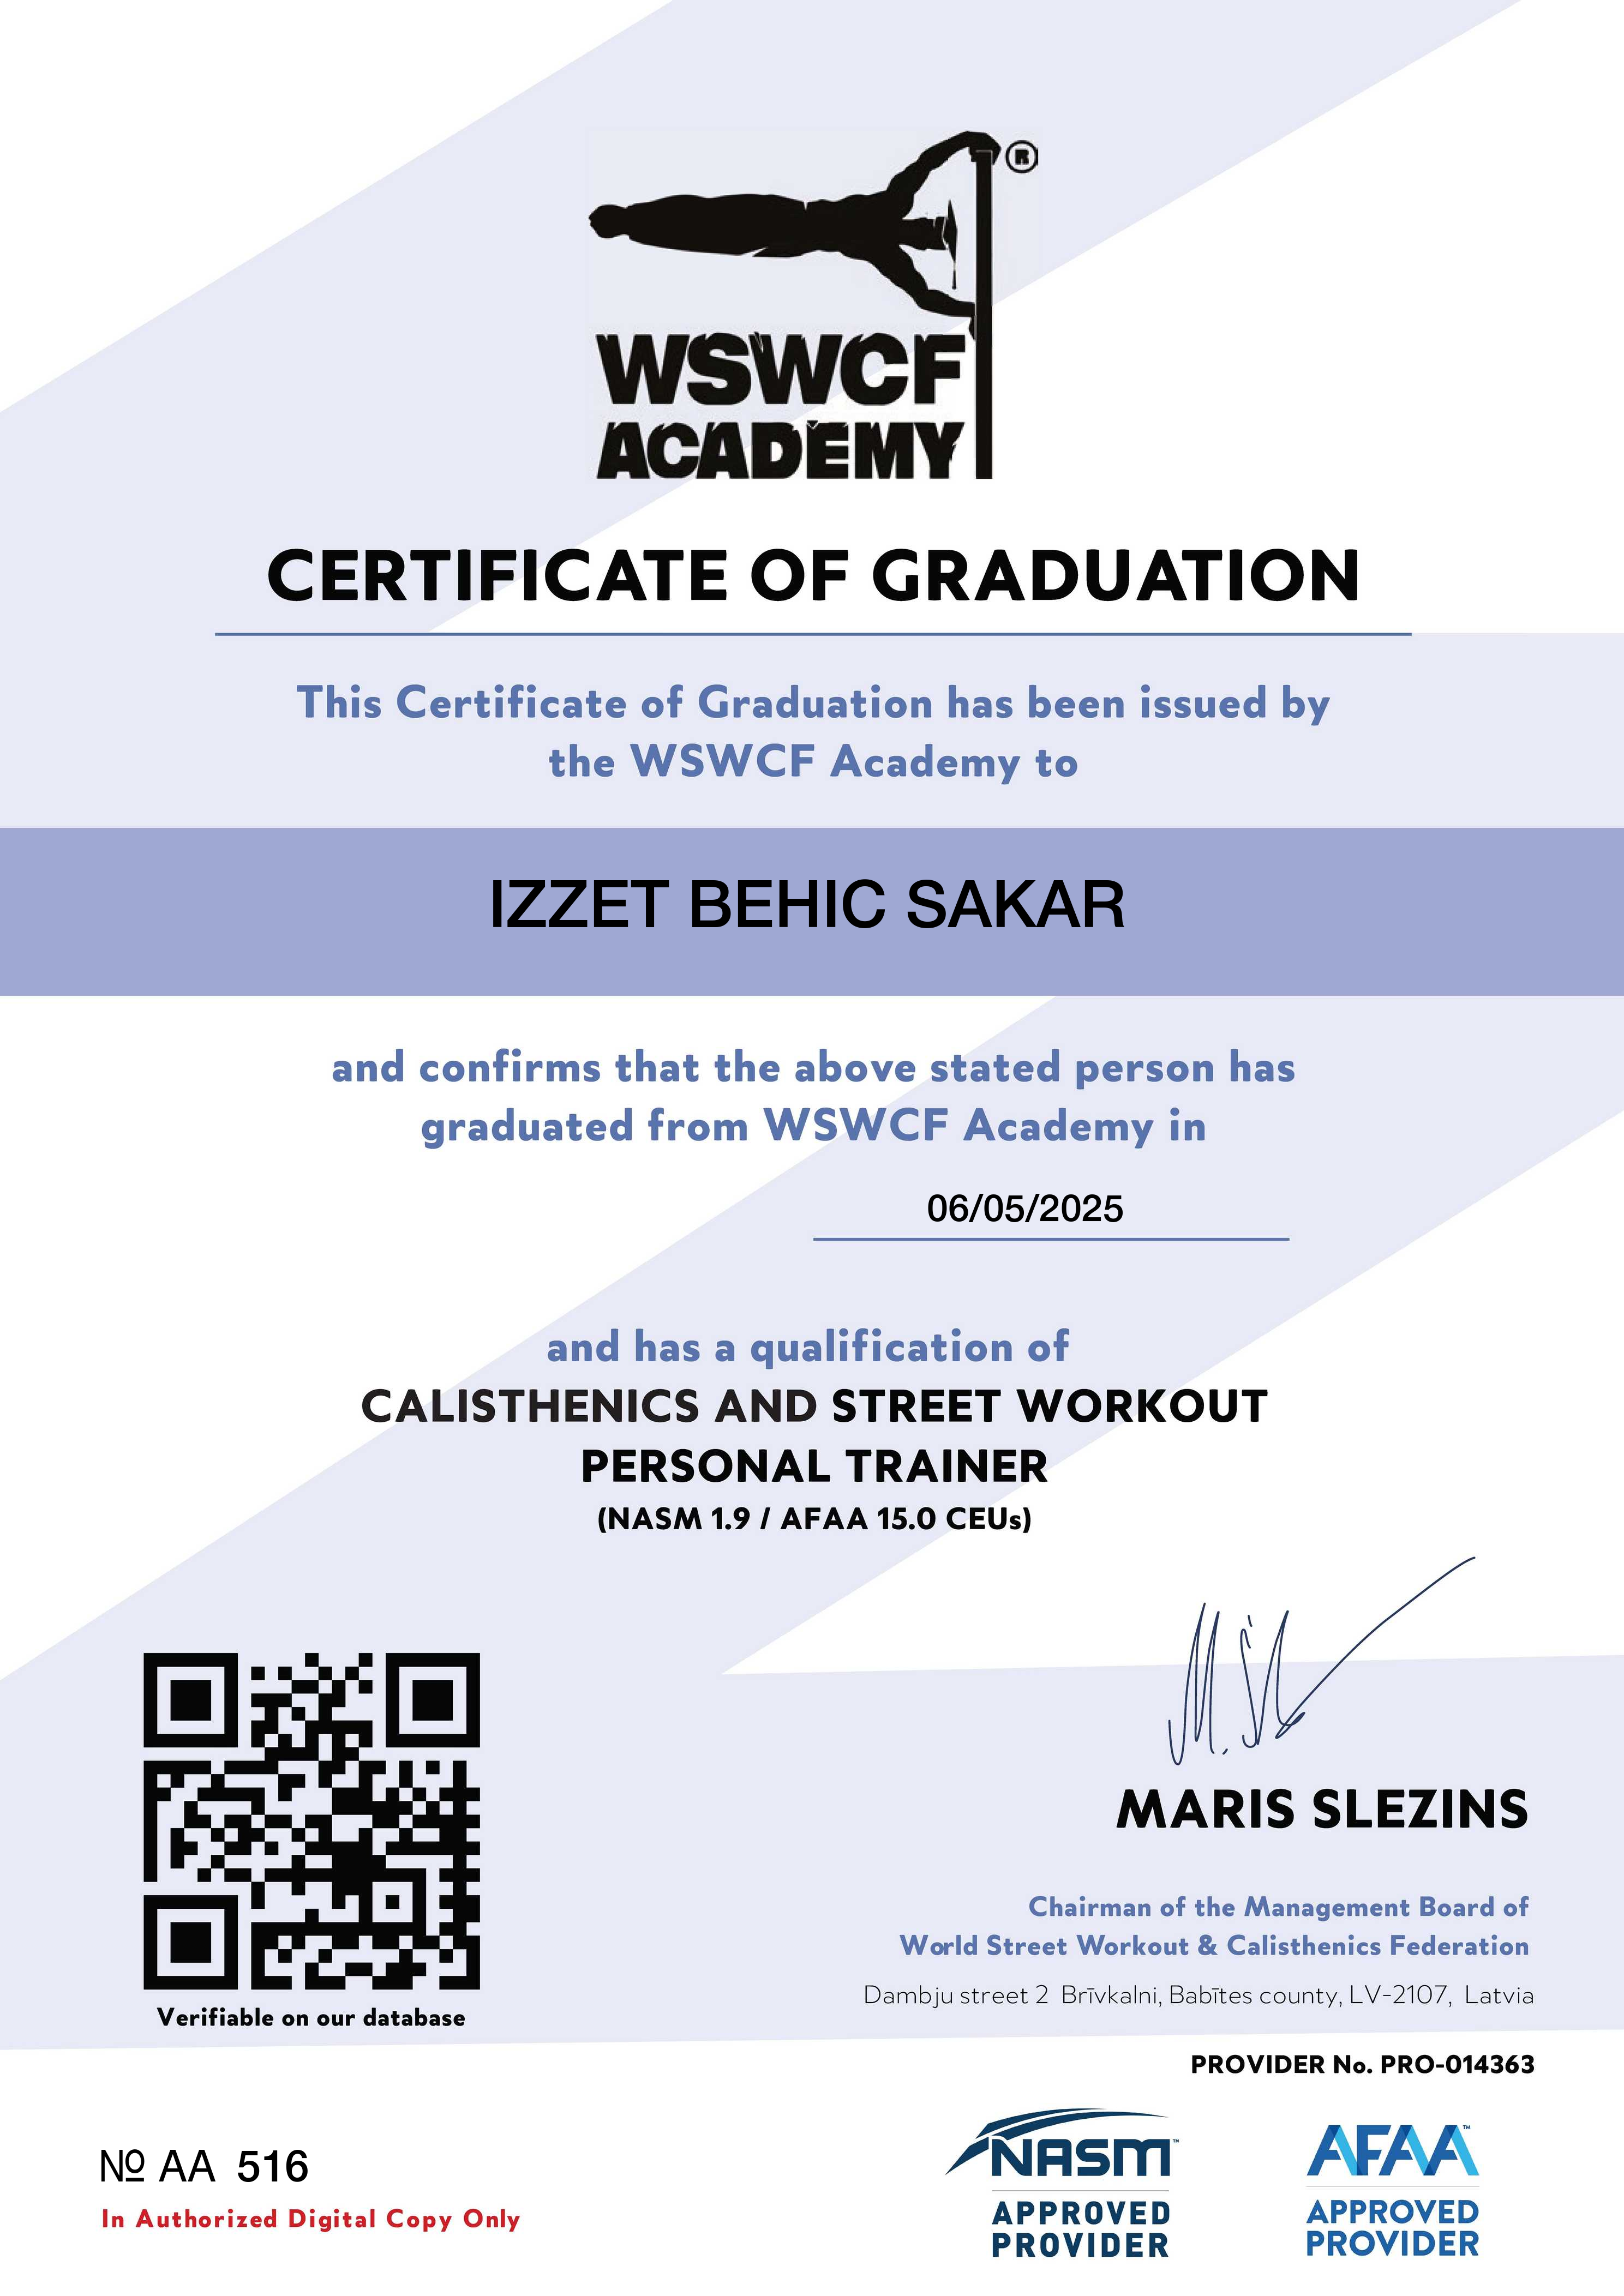 ®
WSWCF
ACADEMY
CERTIFICATE OF GRADUATION
This Certificate of Graduation has been issued by
the WSWCF Academy to
IZZET BEHIC SAKAR
and confirms that the above stated person has
graduated from WSWCF Academy in
06/05/2025
and has a qualification of
CALISTHENICS AND STREET WORKOUT
PERSONAL TRAINER
(NASM 1.9 / AFAA 15.0 CEUs)
MARIS SLEZINS
Chairman of the Management Board of
World Street Workout & Calisthenics Federation
Dambju street 2 Brīvkalni, Babītes county, LV-2107, Latvia
Verifiable on our database
PROVIDER No. PRO-014363
№ AA 516
In Authorized Digital Copy Only
NASM™
APPROVED
PROVIDER
AFAA™
APPROVED
PROVIDER